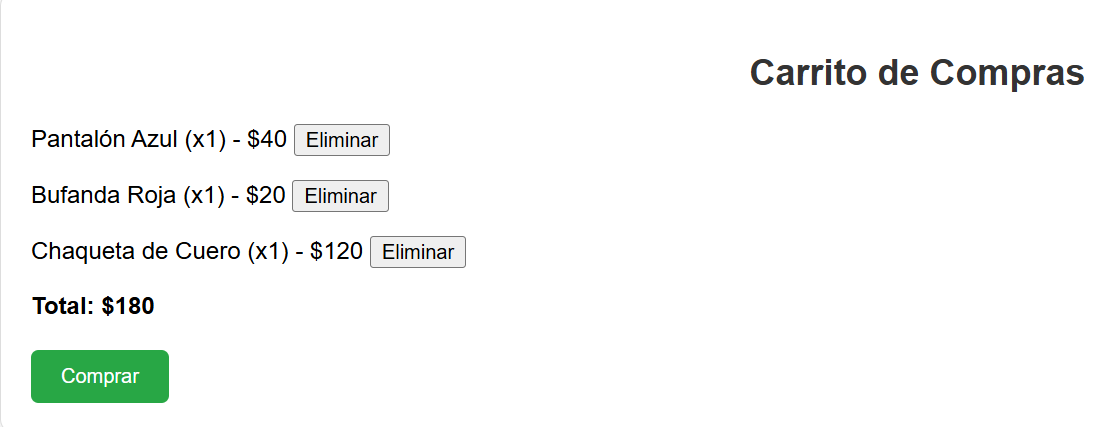 Carrito de Compras
Pantalón Azul (x1) - $40 Eliminar
Bufanda Roja (x1) - $20 Eliminar
Chaqueta de Cuero (x1) - $120 Eliminar
Total: $180
Comprar